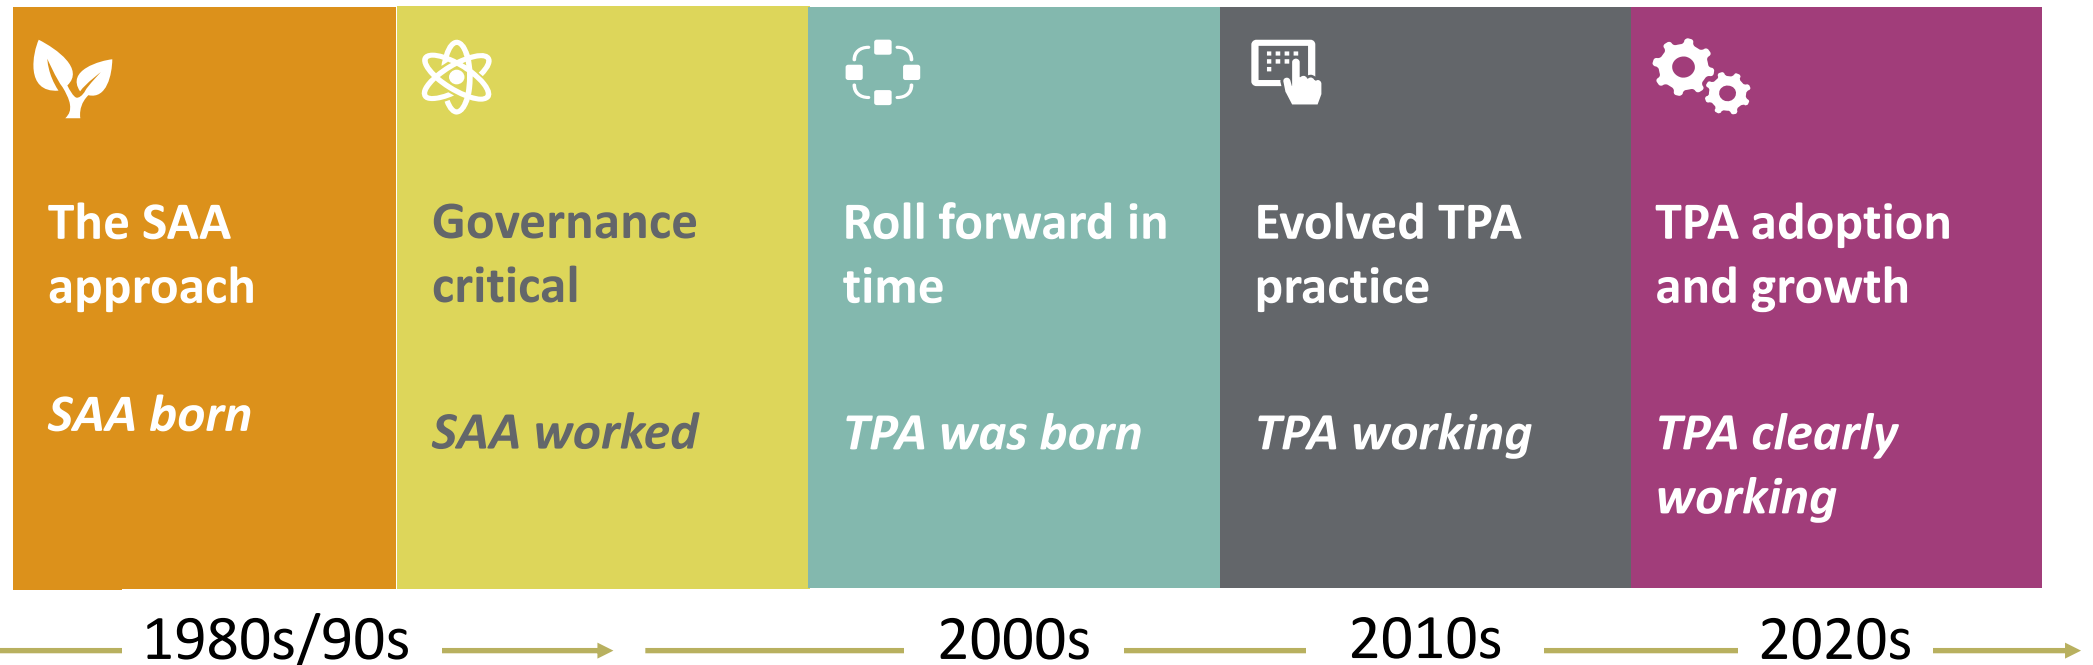 The SAA
approach
SAA born
Governance
critical
SAA worked
Roll forward in
time
TPA was born
Evolved TPA
practice
TPA working
TPA adoption
and growth
TPA clearly
working
1980s/90s
2000s
2010s
2020s